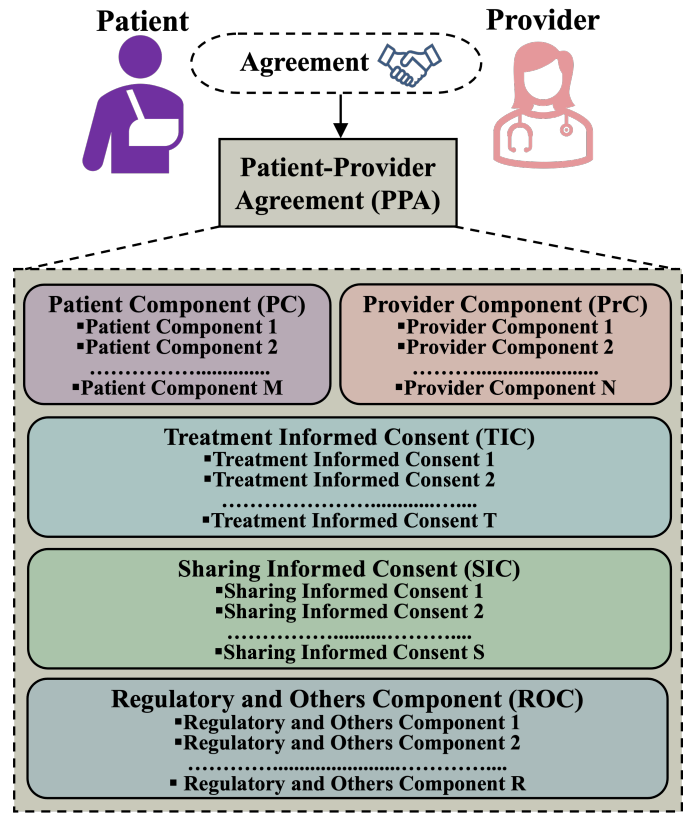 Patient
Provider
Agreement
Patient-Provider
Agreement (PPA)
Patient Component (PC)
▪Patient Component 1
▪Patient Component 2
……………..............
▪Patient Component M
Provider Component (PrC)
▪Provider Component 1
▪Provider Component 2
………........................
▪Provider Component N
Treatment Informed Consent (TIC)
▪Treatment Informed Consent 1
▪Treatment Informed Consent 2
…………………..............…....
▪Treatment Informed Consent T
Sharing Informed Consent (SIC)
▪Sharing Informed Consent 1
▪Sharing Informed Consent 2
……………...........………....
▪Sharing Informed Consent S
Regulatory and Others Component (ROC)
▪Regulatory and Others Component 1
▪Regulatory and Others Component 2
…………........................…………....
▪ Regulatory and Others Component R